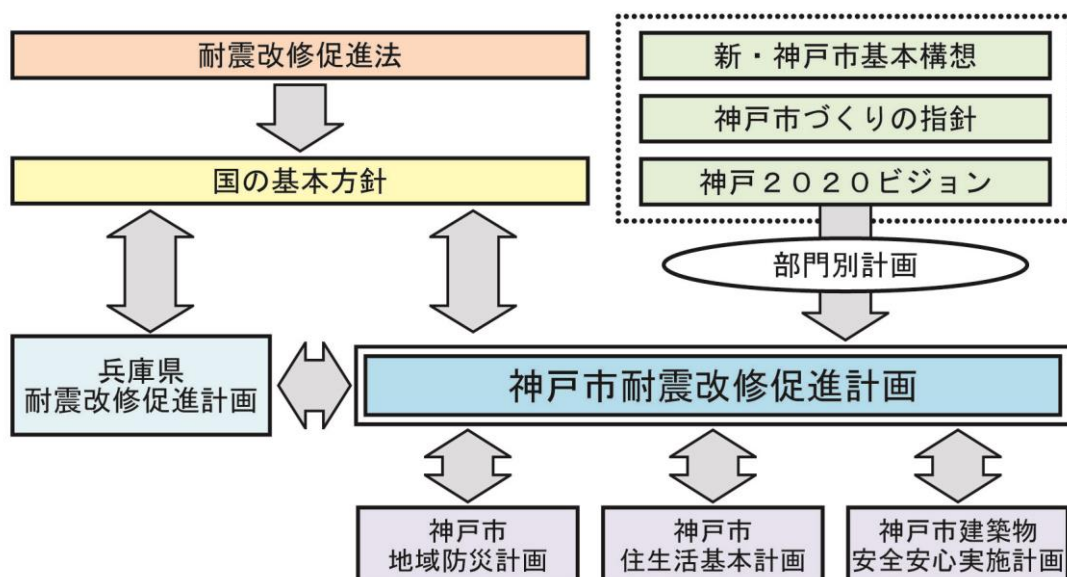 耐震改修促進法
国の基本方針
新・神戸市基本構想
神戸市づくりの指針
神戸２０２０ビジョン
部門別計画
兵庫県
耐震改修促進計画
神戸市耐震改修促進計画
神戸市
地域防災計画
神戸市
住生活基本計画
神戸市建築物
安全安心実施計画